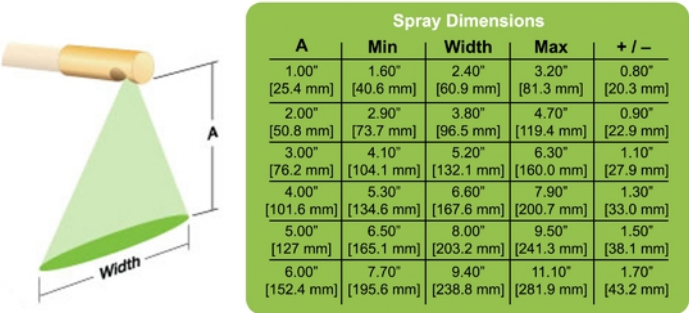 Spray Dimensions
A Min Width Max + / –
1.00" 1.60" 2.40" 3.20" 0.80"
[25.4 mm] [40.6 mm] [60.9 mm] [81.3 mm] [20.3 mm]
2.00" 2.90" 3.80" 4.70" 0.90"
[50.8 mm] [73.7 mm] [96.5 mm] [119.4 mm] [22.9 mm]
3.00" 4.10" 5.20" 6.30" 1.10"
[76.2 mm] [104.1 mm] [132.1 mm] [160.0 mm] [27.9 mm]
4.00" 5.30" 6.60" 7.90" 1.30"
[101.6 mm] [134.6 mm] [167.6 mm] [200.7 mm] [33.0 mm]
5.00" 6.50" 8.00" 9.50" 1.50"
[127 mm] [165.1 mm] [203.2 mm] [241.3 mm] [38.1 mm]
6.00" 7.70" 9.40" 11.10" 1.70"
[152.4 mm] [195.6 mm] [238.8 mm] [281.9 mm] [43.2 mm]
A
Width